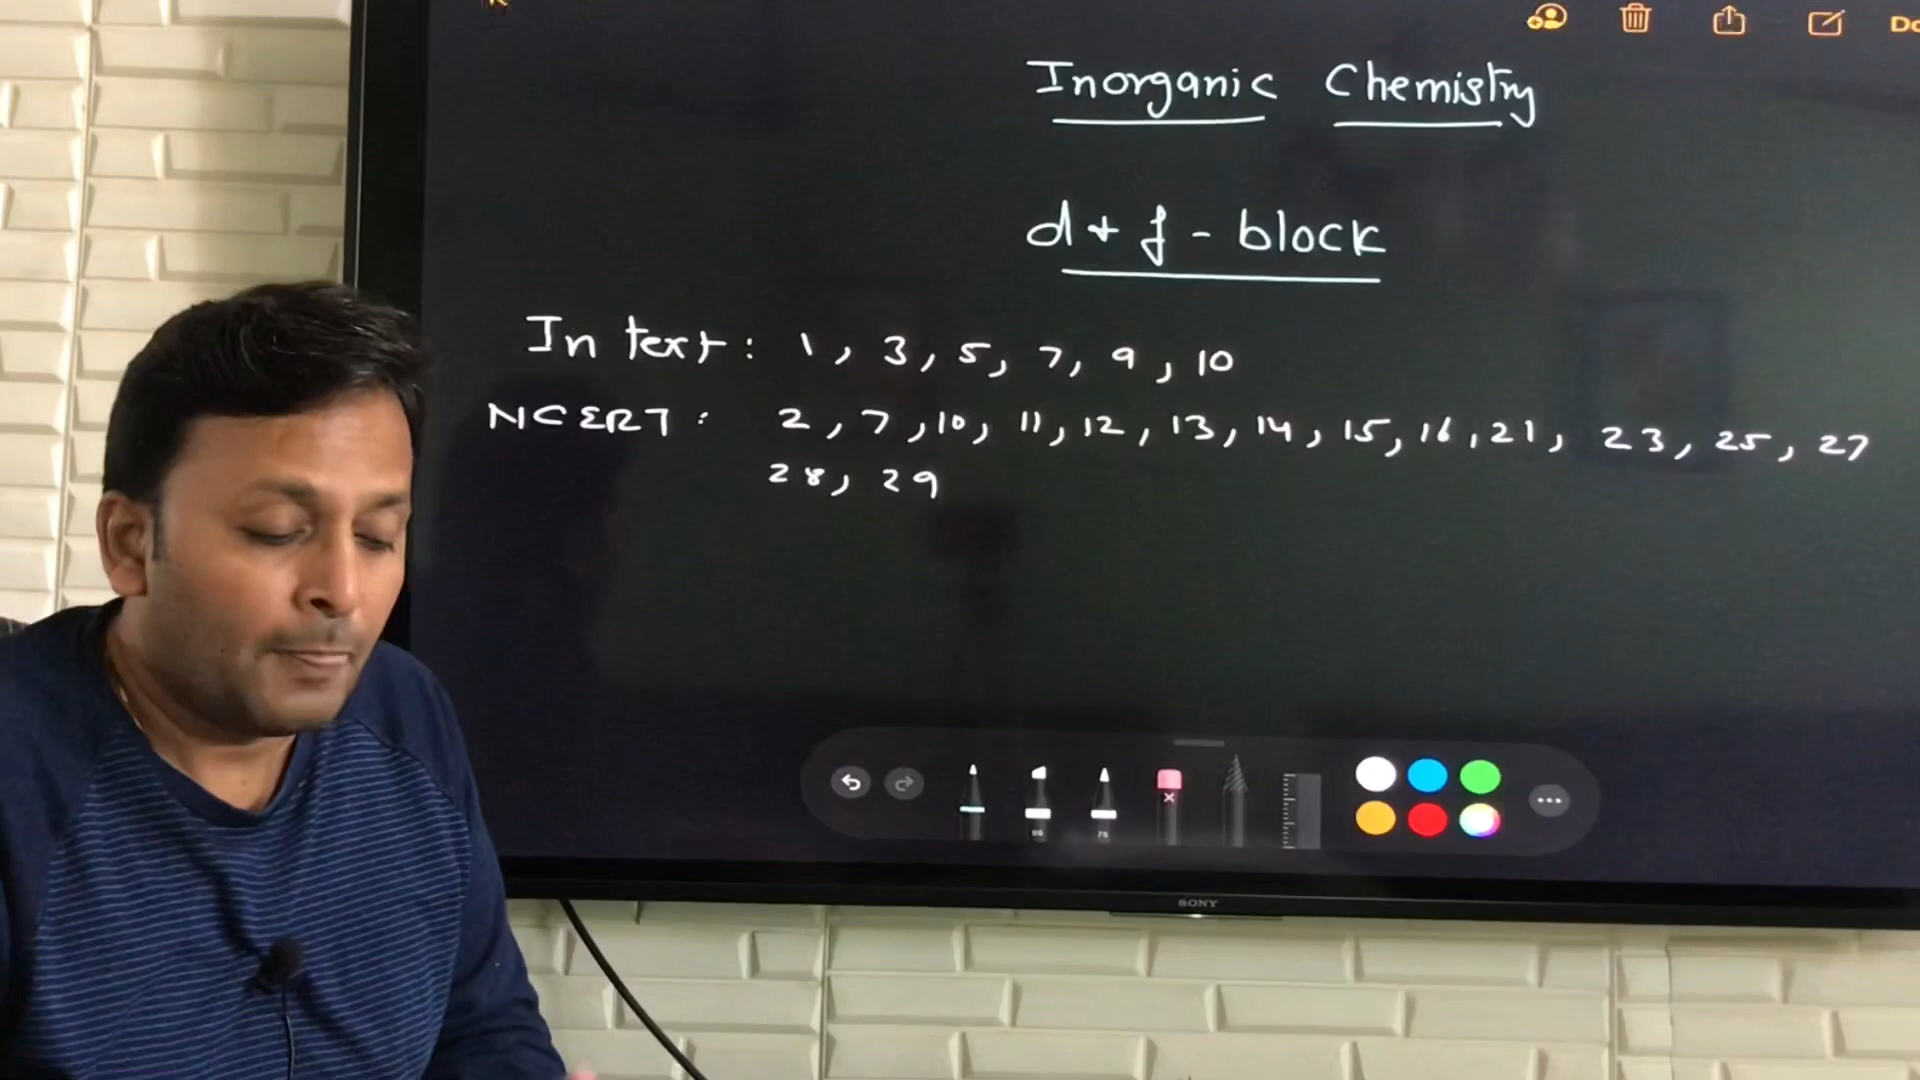 Do
Inorganic Chemistry
d + f - block
In text : 1, 3, 5, 7, 9, 10
NCERT : 2, 7, 10, 11, 12, 13, 14, 15, 16, 21, 23, 25, 27
28, 29
SONY